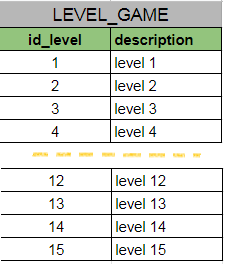 LEVEL_GAME
id_level description
1 level 1
2 level 2
3 level 3
4 level 4
12 level 12
13 level 13
14 level 14
15 level 15